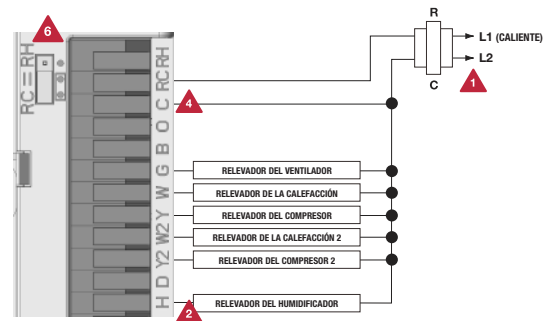 6
RC = RH
RH
RC
C
O
B
G
W
Y
W2
Y2
D
H
4
2
R
C
L1 (CALIENTE)
L2
1
RELEVADOR DEL VENTILADOR
RELEVADOR DE LA CALEFACCIÓN
RELEVADOR DEL COMPRESOR
RELEVADOR DE LA CALEFACCIÓN 2
RELEVADOR DEL COMPRESOR 2
RELEVADOR DEL HUMIDIFICADOR